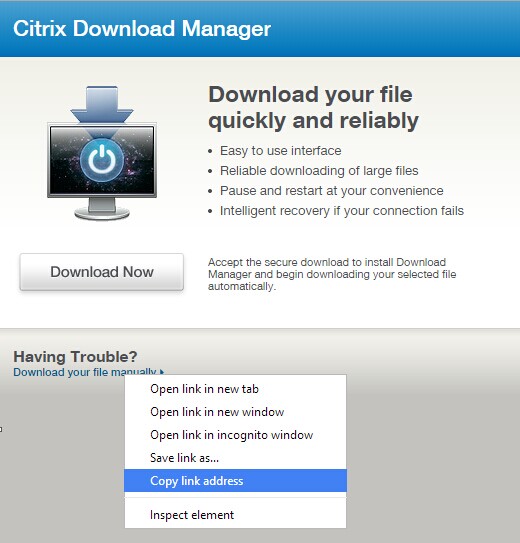 Citrix Download Manager
Download your file
quickly and reliably
Easy to use interface
Reliable downloading of large files
Pause and restart at your convenience
Intelligent recovery if your connection fails
Download Now
Accept the secure download to install Download
Manager and begin downloading your selected file
automatically.
Having Trouble?
Download your file manually
Open link in new tab
Open link in new window
Open link in incognito window
Save link as...
Copy link address
Inspect element